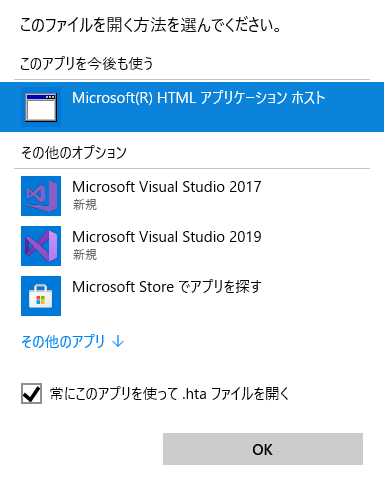 このファイルを開く方法を選んでください。
このアプリを今後も使う
Microsoft(R) HTML アプリケーション ホスト
その他のオプション
Microsoft Visual Studio 2017
新規
Microsoft Visual Studio 2019
新規
Microsoft Store でアプリを探す
その他のアプリ ↓
常にこのアプリを使って .hta ファイルを開く
OK